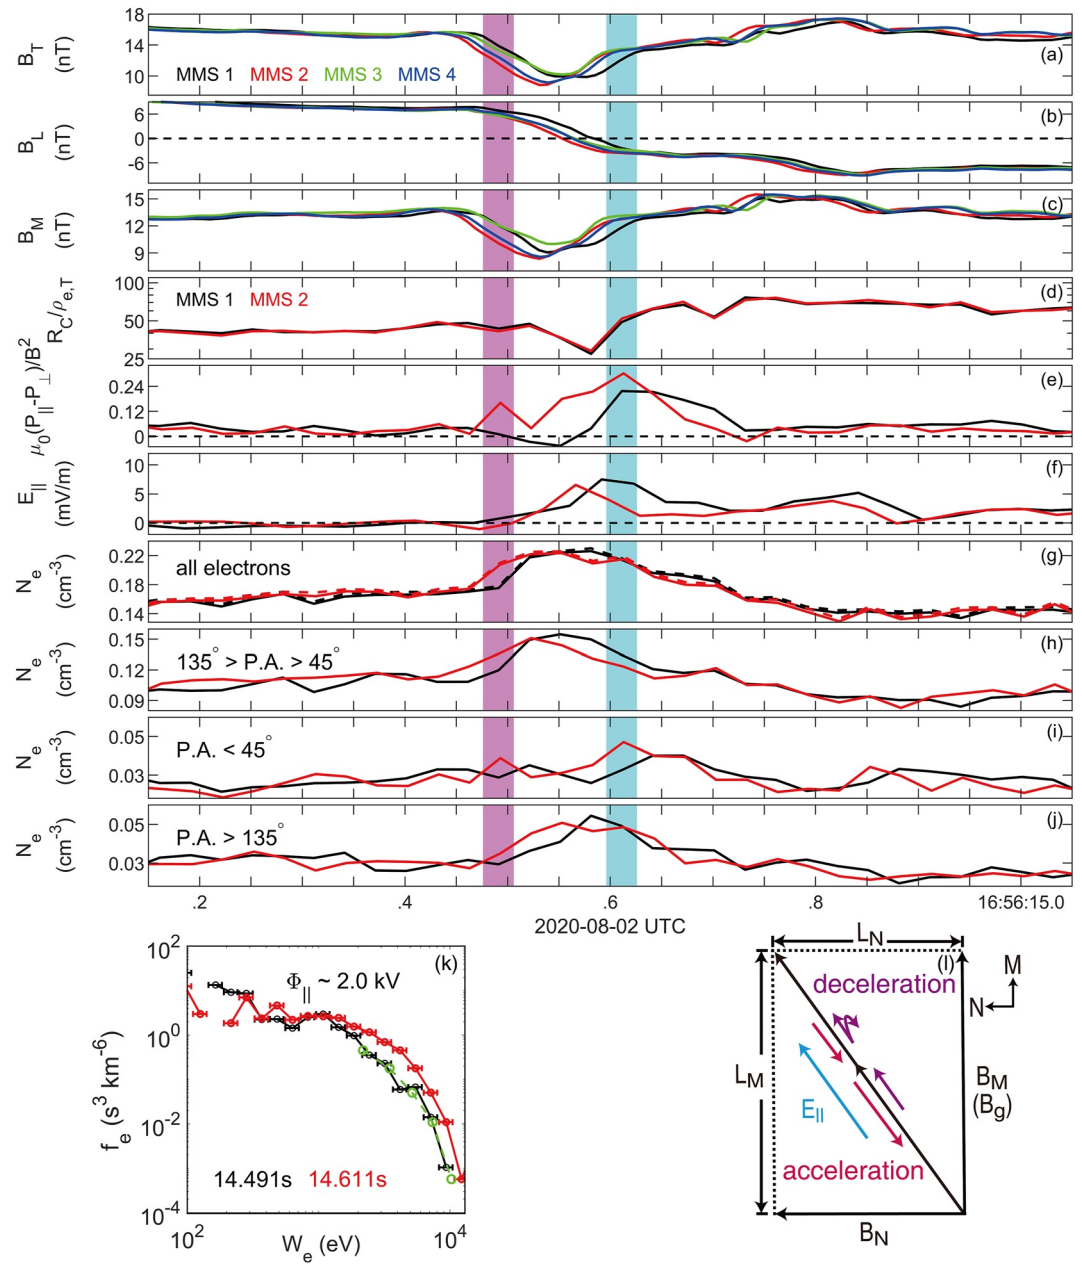 18
14
10
B_T
(nT)
MMS 1 MMS 2 MMS 3 MMS 4
(a)
6
0
-6
B_L
(nT)
(b)
15
12
9
B_M
(nT)
(c)
100
50
25
R_C/ρ_e,T
MMS 1 MMS 2
(d)
0.24
0.12
0
μ_0(P_||-P_⊥)/B^2
(e)
10
5
0
E_||
(mV/m)
(f)
0.22
0.18
0.14
N_e
(cm^-3)
all electrons
(g)
0.15
0.12
0.09
N_e
(cm^-3)
135° > P.A. > 45°
(h)
0.05
0.03
N_e
(cm^-3)
P.A. < 45°
(i)
0.05
0.03
N_e
(cm^-3)
P.A. > 135°
(j)
.2 .4 .6 .8 16:56:15.0
2020-08-02 UTC
10^2
10^0
10^-2
10^-4
f_e (s^3 km^-6)
Φ_|| ~ 2.0 kV
(k)
14.491s 14.611s
10^2 10^4
W_e (eV)
L_N
(l)
M
N
deceleration
L_M
B_M
(B_g)
E_||
acceleration
B_N